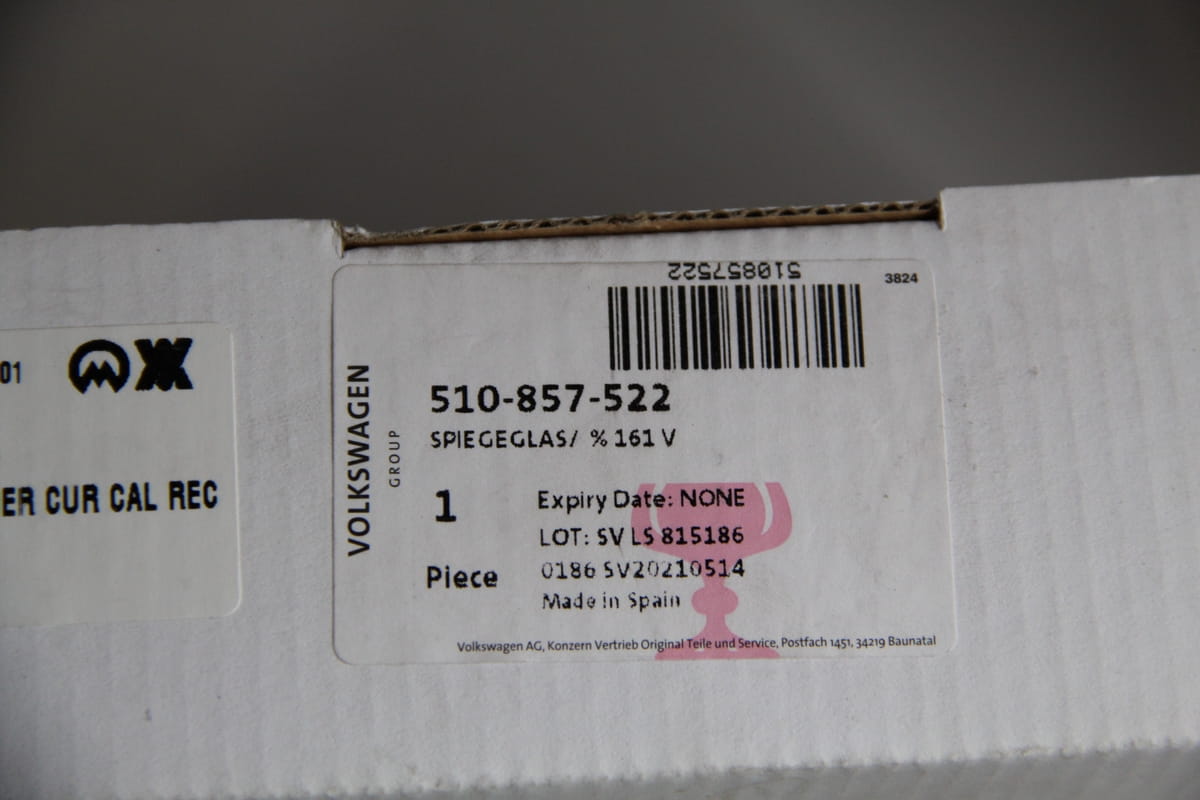 01
ER CUR CAL REC
VOLKSWAGEN
GROUP
510857522
3824
510-857-522
SPIEGEGLAS/ % 161 V
1
Piece
Expiry Date: NONE
LOT: SV LS 815186
0186 SV20210514
Made in Spain
Volkswagen AG, Konzern Vertrieb Original Teile und Service, Postfach 1451, 34219 Baunatal